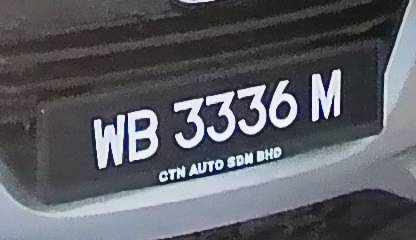 WB 3336 M
CTN AUTO SDN BHD